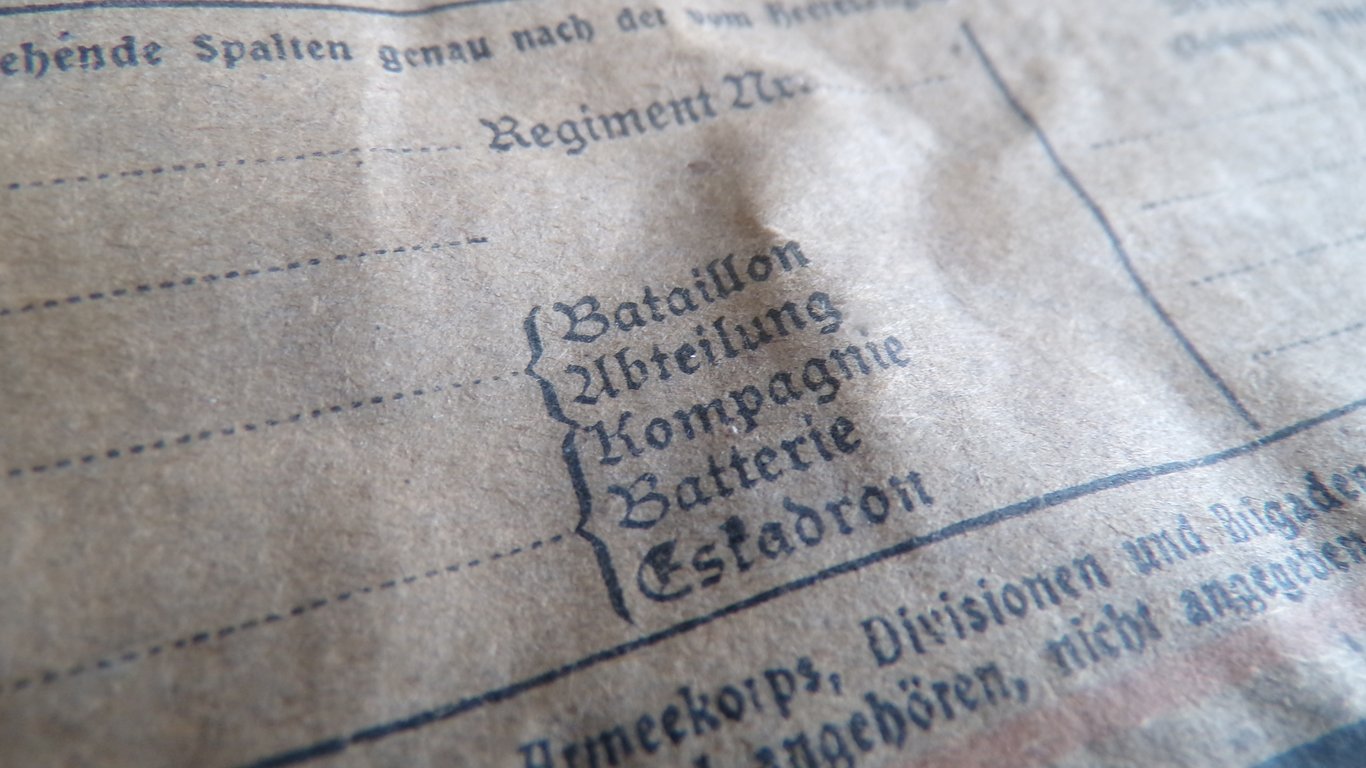 ehende Spalten genau nach der vom
Regiment Nr.
Bataillon
Abteilung
Kompagnie
Batterie
Eskadron
Armeekorps, Divisionen und Brigaden
angehören, nicht angegeben